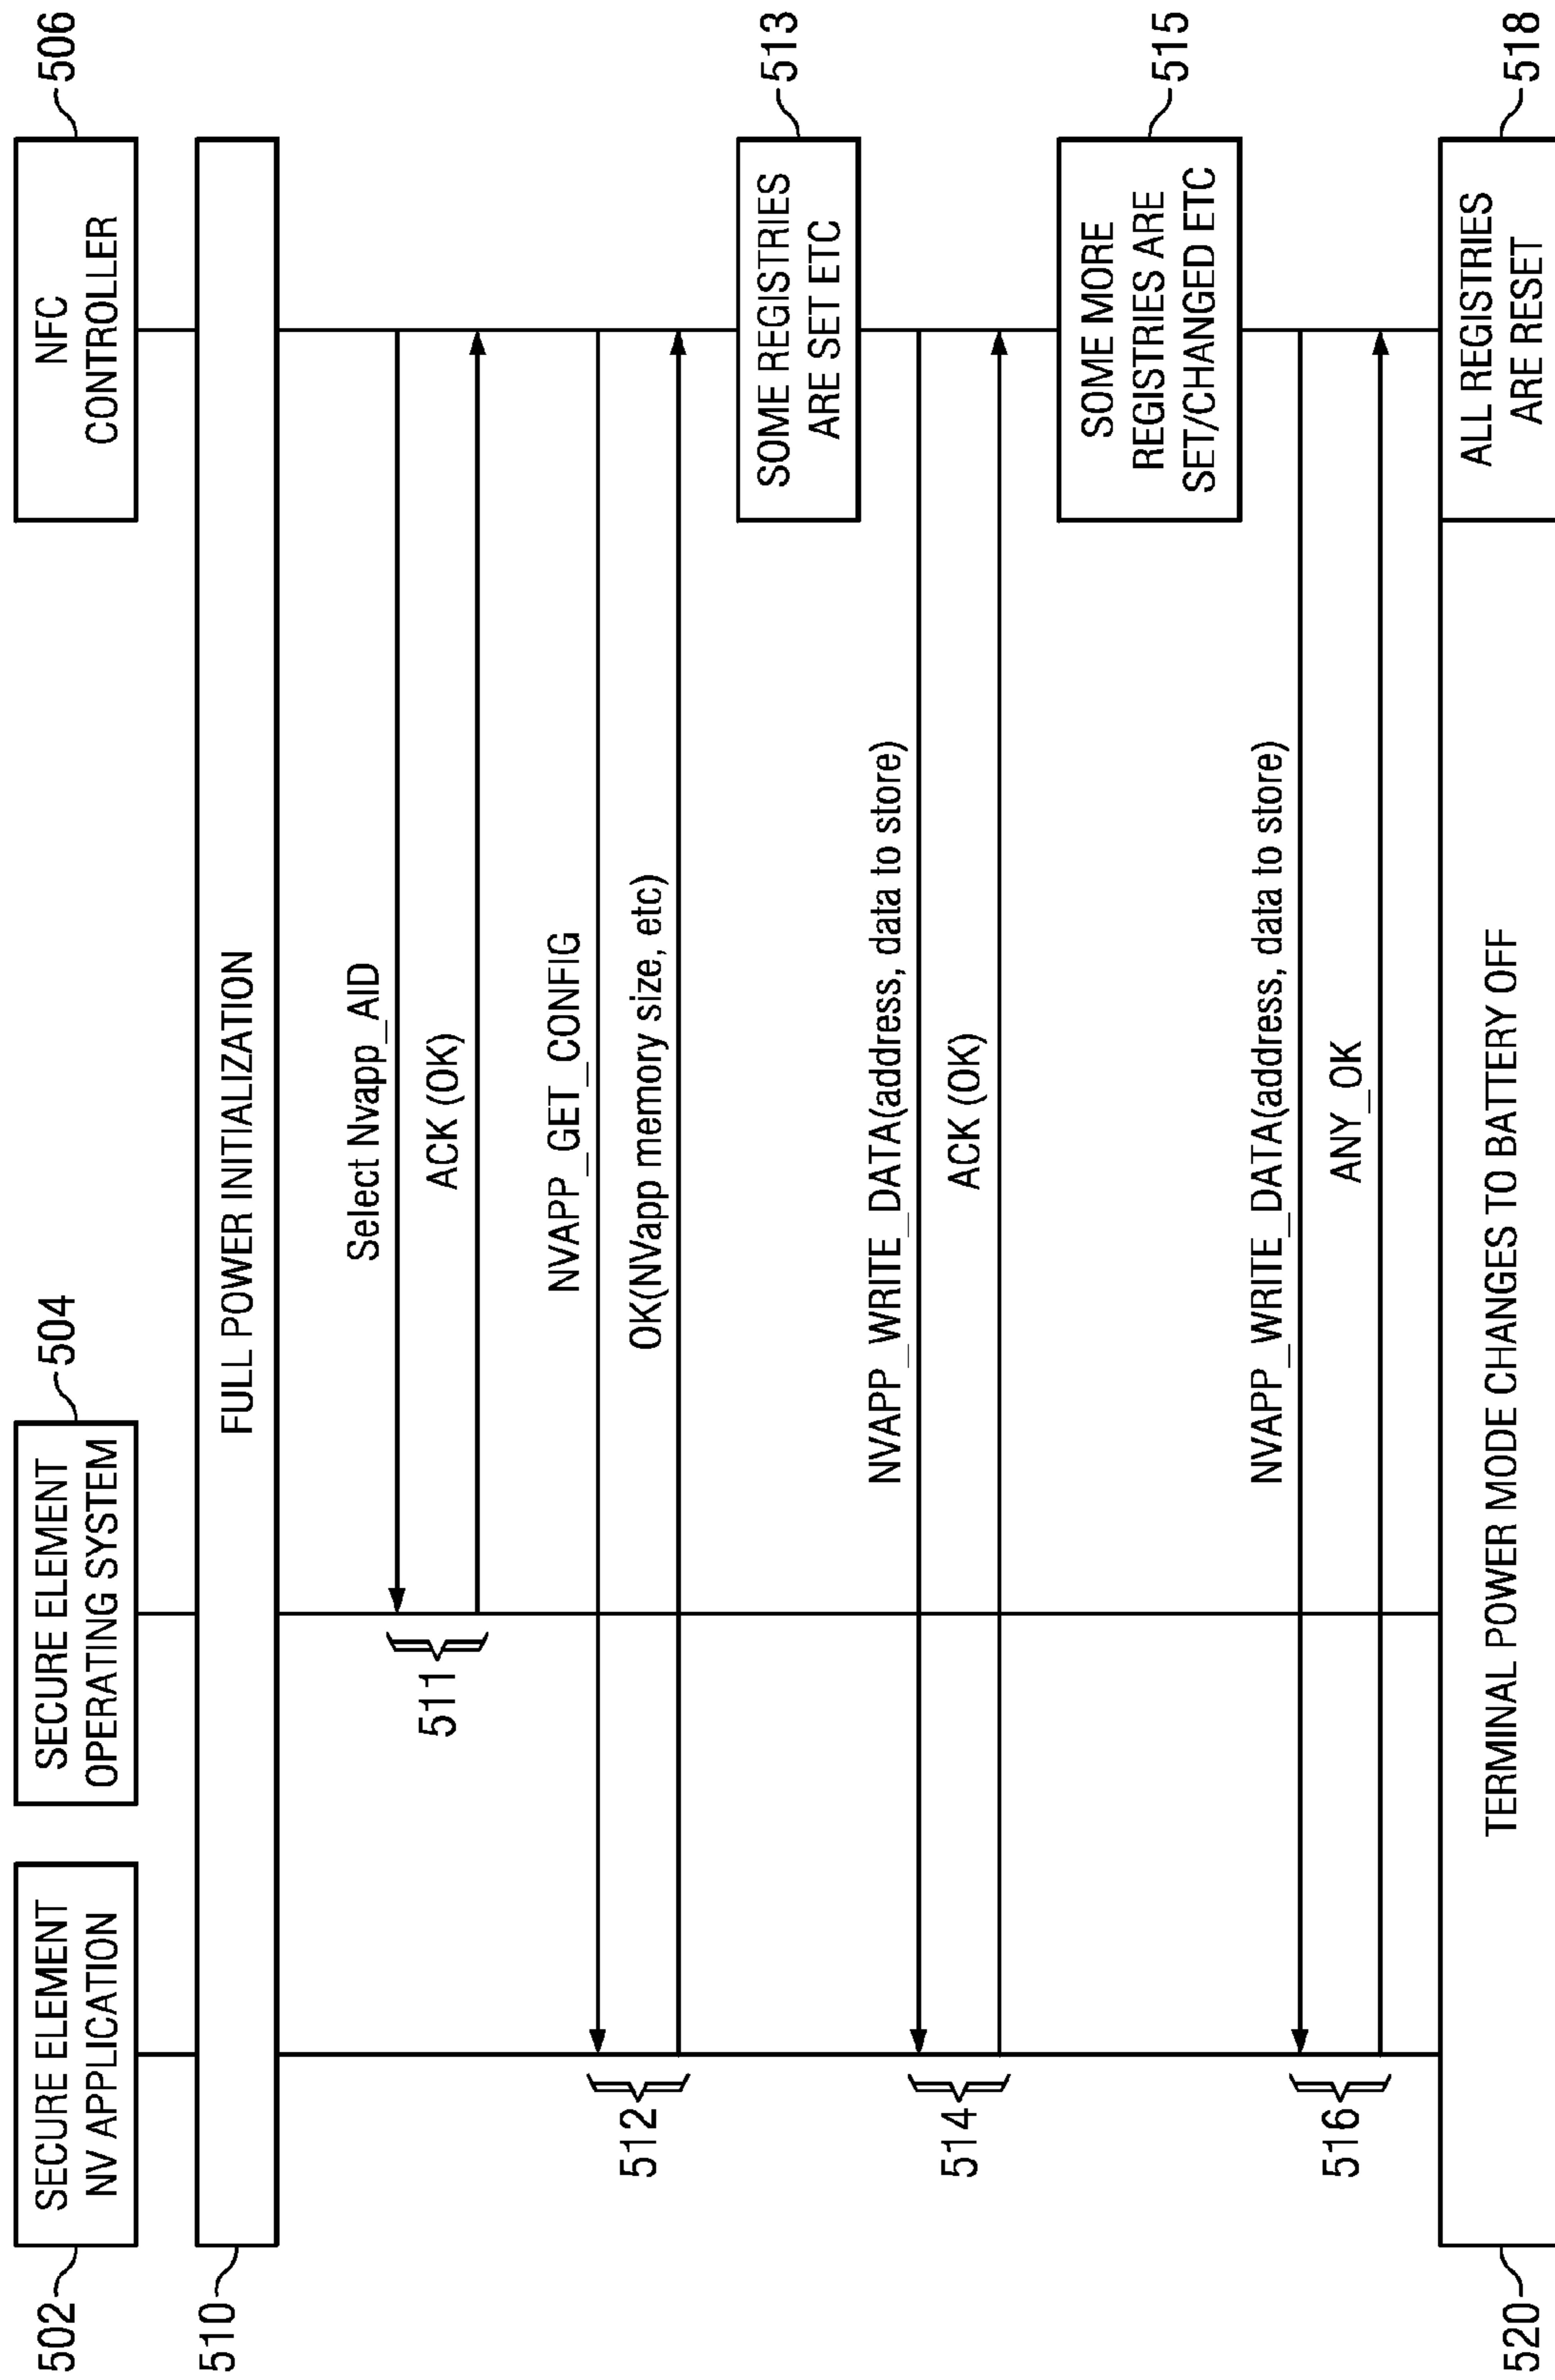 502
SECURE ELEMENT
NV APPLICATION
504
SECURE ELEMENT
OPERATING SYSTEM
506
NFC
CONTROLLER
510
FULL POWER INITIALIZATION
511
Select Nvapp_AID
ACK (OK)
512
NVAPP_GET_CONFIG
OK(NVapp memory size, etc)
513
SOME REGISTRIES
ARE SET ETC
514
NVAPP_WRITE_DATA(address, data to store)
ACK (OK)
515
SOME MORE
REGISTRIES ARE
SET/CHANGED ETC
516
NVAPP_WRITE_DATA(address, data to store)
ANY_OK
520
TERMINAL POWER MODE CHANGES TO BATTERY OFF
ALL REGISTRIES
ARE RESET
518